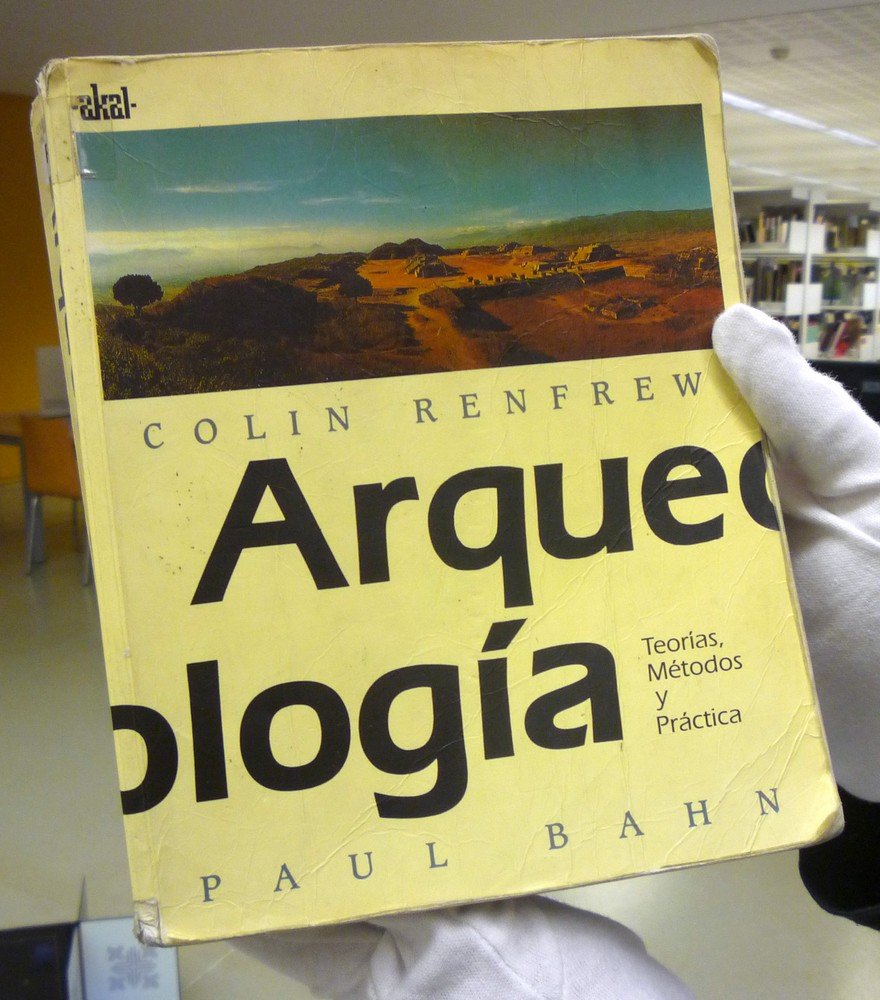 -akal-
COLIN RENFREW
Arqueo
ología
Teorías,
Métodos
y
Práctica
PAUL BAHN